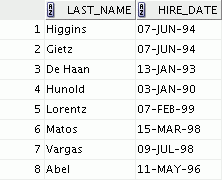 LAST_NAME HIRE_DATE
1 Higgins 07-JUN-94
2 Gietz 07-JUN-94
3 De Haan 13-JAN-93
4 Hunold 03-JAN-90
5 Lorentz 07-FEB-99
6 Matos 15-MAR-98
7 Vargas 09-JUL-98
8 Abel 11-MAY-96